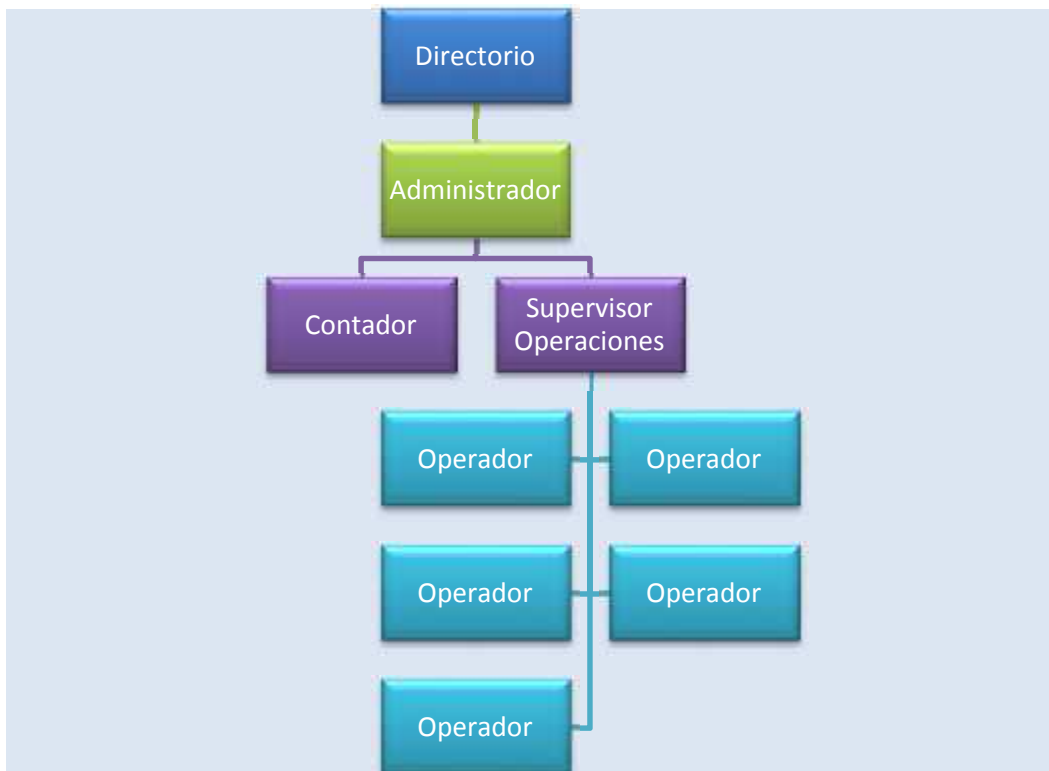 Directorio
Administrador
Contador
Supervisor
Operaciones
Operador
Operador
Operador
Operador
Operador